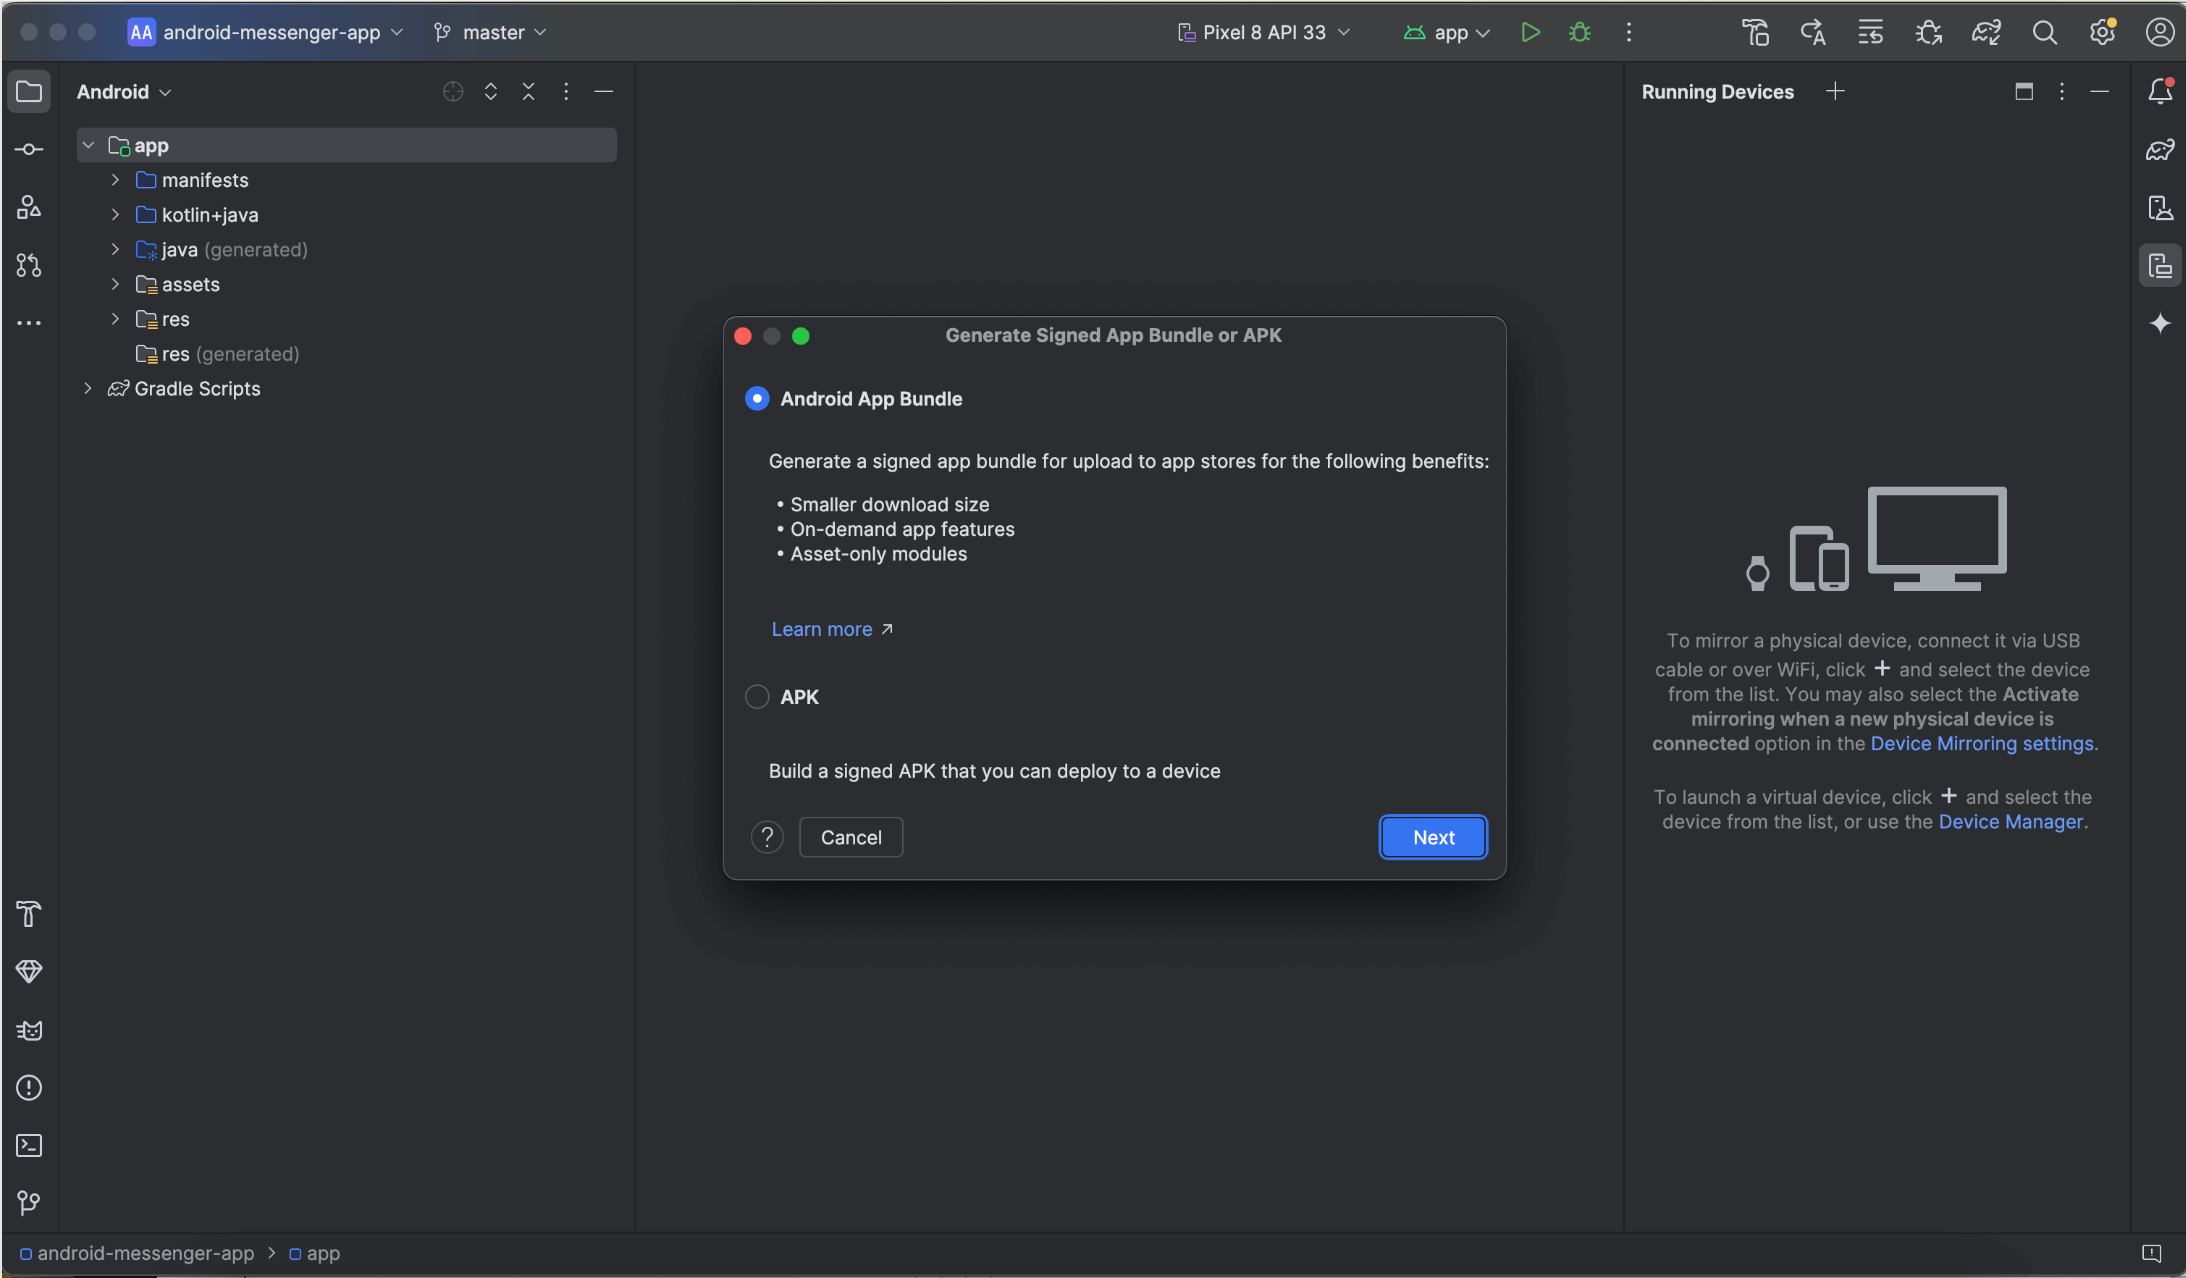 AA android-messenger-app master Pixel 8 API 33 app
Android
Running Devices
app
manifests
kotlin+java
java (generated)
assets
res
res (generated)
Gradle Scripts
Generate Signed App Bundle or APK
Android App Bundle
Generate a signed app bundle for upload to app stores for the following benefits:
• Smaller download size
• On-demand app features
• Asset-only modules
Learn more ↗
APK
Build a signed APK that you can deploy to a device
? Cancel Next
To mirror a physical device, connect it via USB
cable or over WiFi, click + and select the device
from the list. You may also select the Activate
mirroring when a new physical device is
connected option in the Device Mirroring settings.
To launch a virtual device, click + and select the
device from the list, or use the Device Manager.
android-messenger-app > app